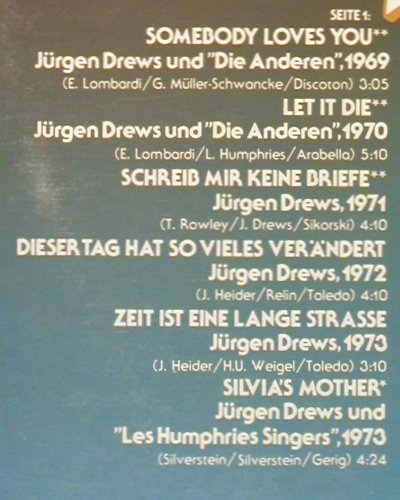 SEITE 1:
SOMEBODY LOVES YOU**
Jürgen Drews und "Die Anderen", 1969
(E. Lombardi/G. Müller-Schwancke/Discoton) 3:05
LET IT DIE**
Jürgen Drews und "Die Anderen", 1970
(E. Lombardi/L. Humphries/Arabella) 5:10
SCHREIB MIR KEINE BRIEFE**
Jürgen Drews, 1971
(T. Rowley/J. Drews/Sikorski) 4:10
DIESER TAG HAT SO VIELES VERÄNDERT
Jürgen Drews, 1972
(J. Heider/Relin/Toledo) 4:10
ZEIT IST EINE LANGE STRASSE
Jürgen Drews, 1973
(J. Heider/H.U. Weigel/Toledo) 3:10
SILVIA'S MOTHER*
Jürgen Drews und
"Les Humphries Singers", 1973
(Silverstein/Silverstein/Gerig) 4:24